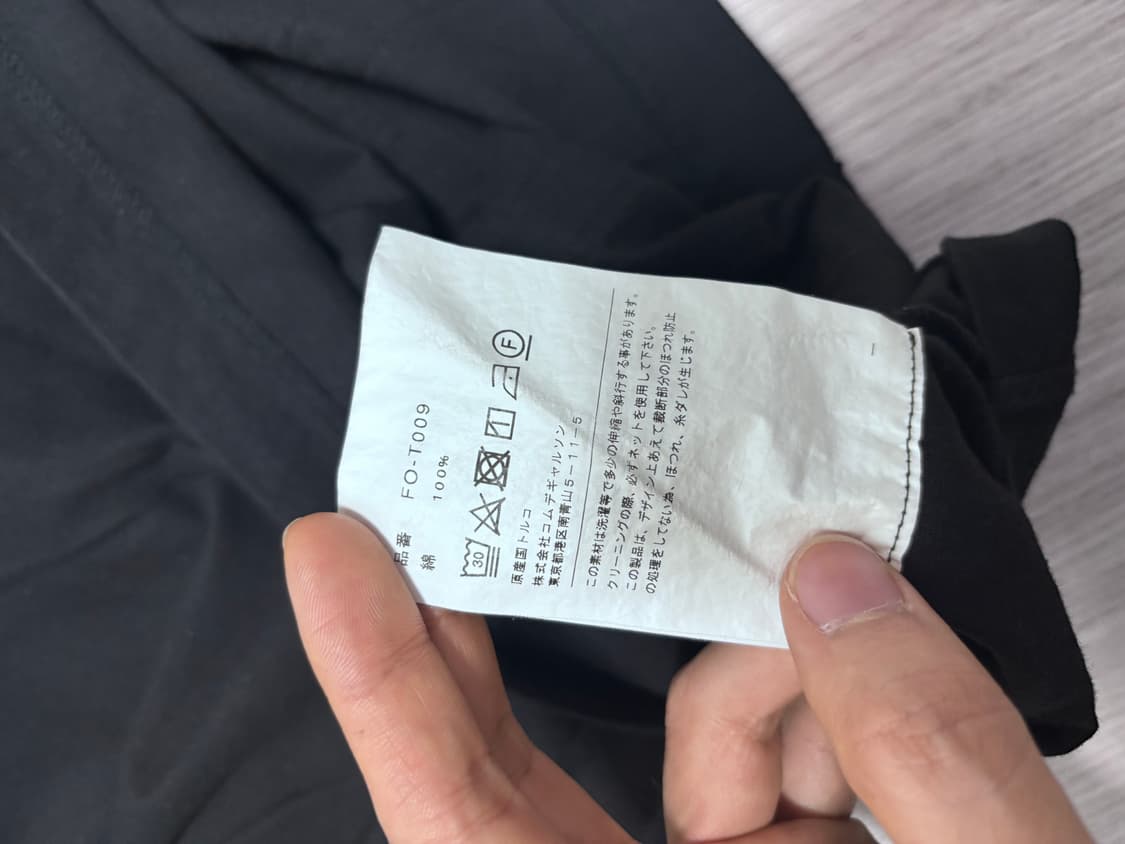 品番 FO-T009
綿 100%
30 F
原産国トルコ
株式会社コムデギャルソン
東京都港区南青山5-11-5
この素材は洗濯等で多少の伸縮や斜行する事があります。
クリーニングの際、必ずネットを使用して下さい。
この製品は、デザイン上あえて裁断部分のほつれ防止
の処理をしてない為、ほつれ、糸ダレが生じます。